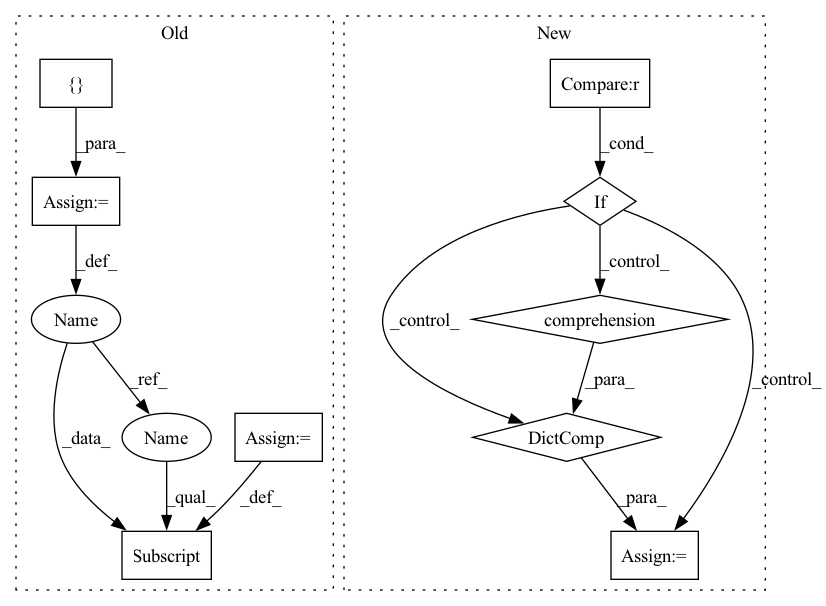 Old
New
{}
Compare:r
_para_
_cond_
Assign:=
If
_def_
_control_
Name
comprehension
_control_
_ref_
_para_
_control_
_data_
Name
Assign:=
DictComp
_qual_
_def_
_para_
Subscript
Assign:=